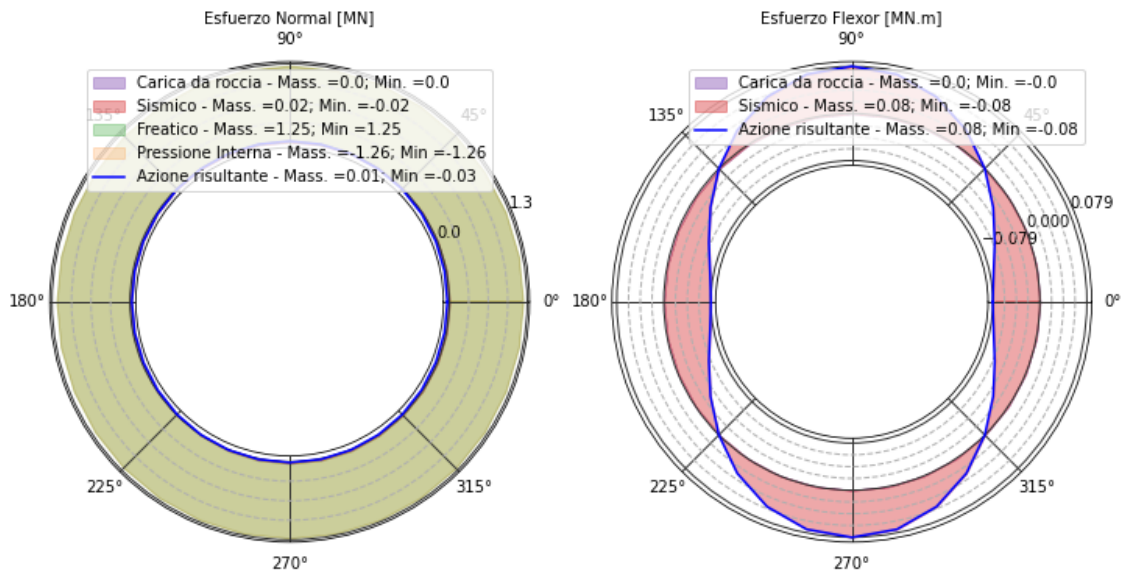 Esfuerzo Normal [MN]
90°
Carica da roccia - Mass. =0.0; Min. =0.0
Sismico - Mass. =0.02; Min. =-0.02
135°
45°
Freatico - Mass. =1.25; Min =1.25
Pressione Interna - Mass. =-1.26; Min =-1.26
Azione risultante - Mass. =0.01; Min =-0.03
1.3
0.0
180°
0°
225°
315°
270°
Esfuerzo Flexor [MN.m]
90°
Carica da roccia - Mass. =0.0; Min. =-0.0
Sismico - Mass. =0.08; Min. =-0.08
135°
45°
Azione risultante - Mass. =0.08; Min =-0.08
0.079
0.000
−0.079
180°
0°
225°
315°
270°